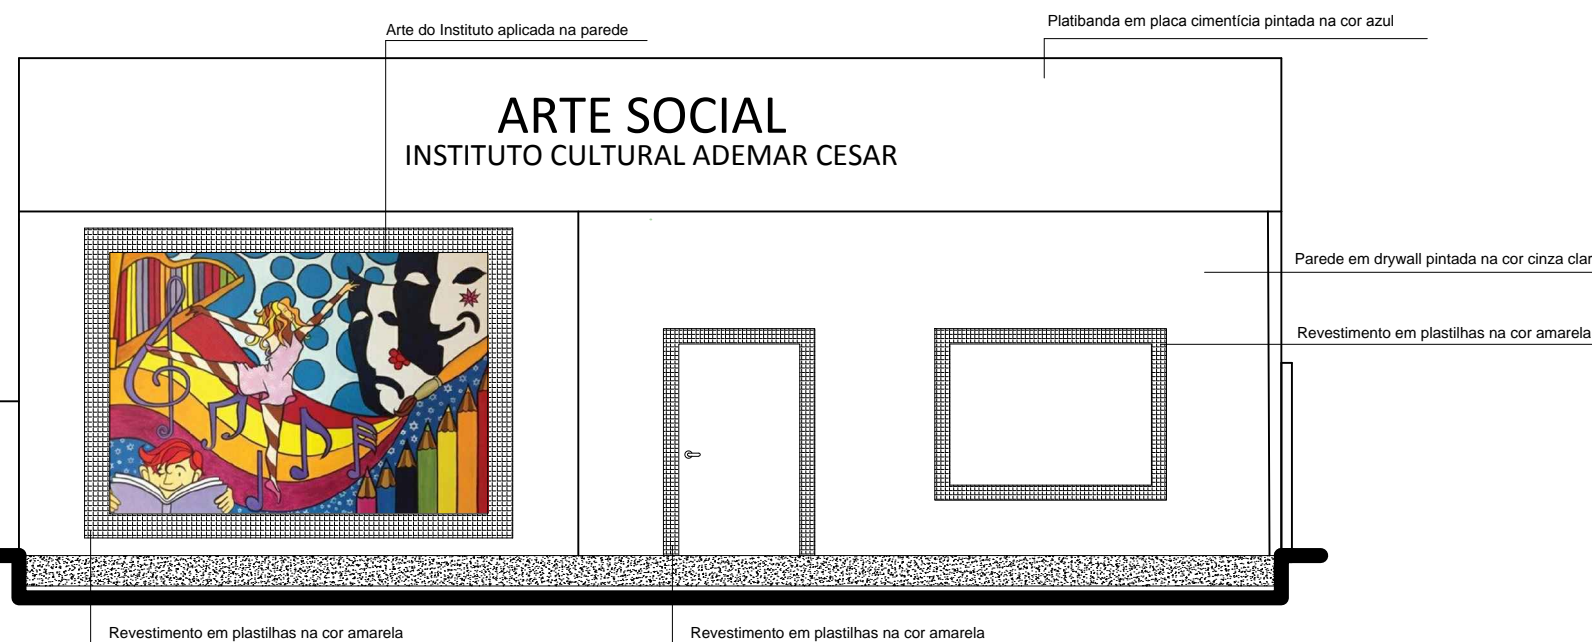 Arte do Instituto aplicada na parede
Platibanda em placa cimentícia pintada na cor azul
ARTE SOCIAL
INSTITUTO CULTURAL ADEMAR CESAR
Parede em drywall pintada na cor cinza clar
Revestimento em plastilhas na cor amarela
Revestimento em plastilhas na cor amarela
Revestimento em plastilhas na cor amarela